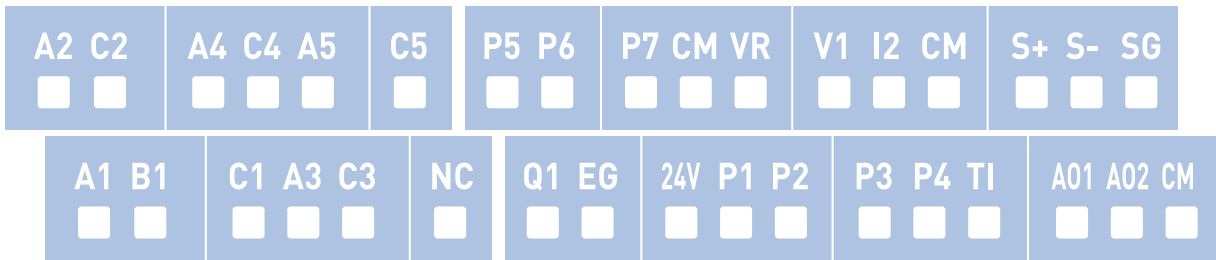 A2 C2 A4 C4 A5 C5 P5 P6 P7 CM VR V1 I2 CM S+ S- SG
A1 B1 C1 A3 C3 NC Q1 EG 24V P1 P2 P3 P4 TI A01 A02 CM